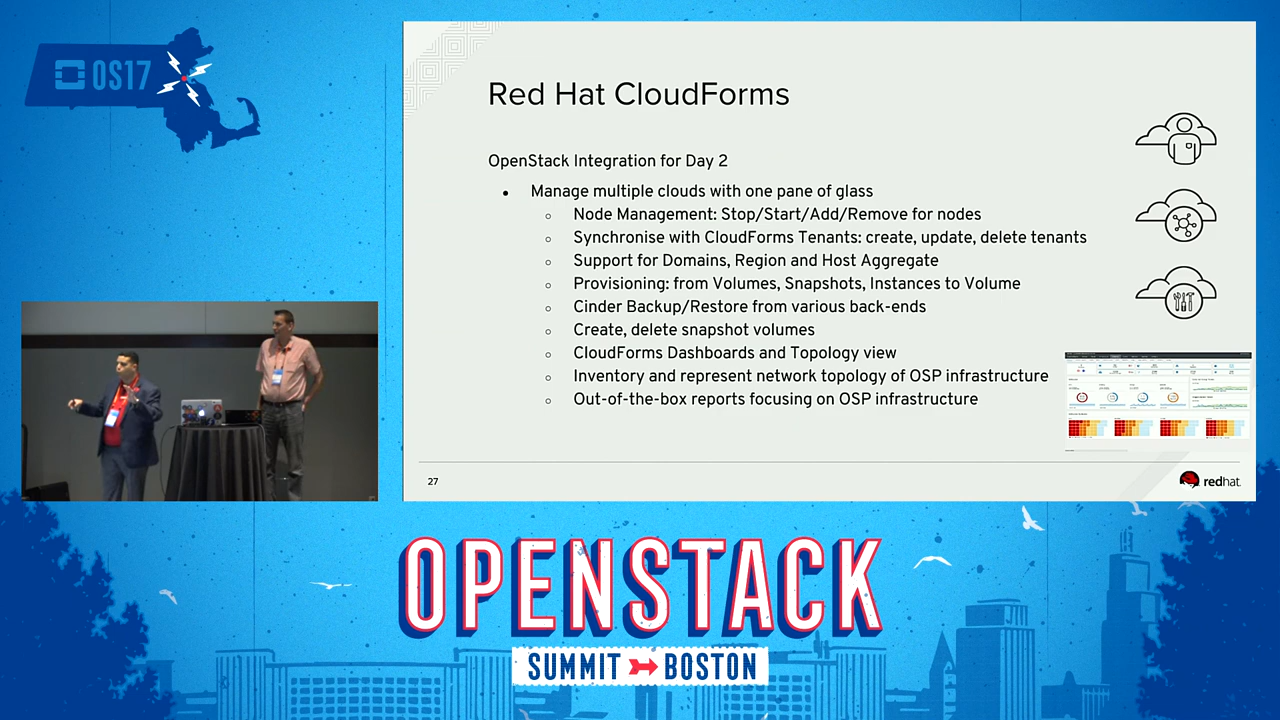 OS17
Red Hat CloudForms
OpenStack Integration for Day 2
• Manage multiple clouds with one pane of glass
○ Node Management: Stop/Start/Add/Remove for nodes
○ Synchronise with CloudForms Tenants: create, update, delete tenants
○ Support for Domains, Region and Host Aggregate
○ Provisioning: from Volumes, Snapshots, Instances to Volume
○ Cinder Backup/Restore from various back-ends
○ Create, delete snapshot volumes
○ CloudForms Dashboards and Topology view
○ Inventory and represent network topology of OSP infrastructure
○ Out-of-the-box reports focusing on OSP infrastructure
27
redhat.
OPENSTACK
SUMMIT BOSTON